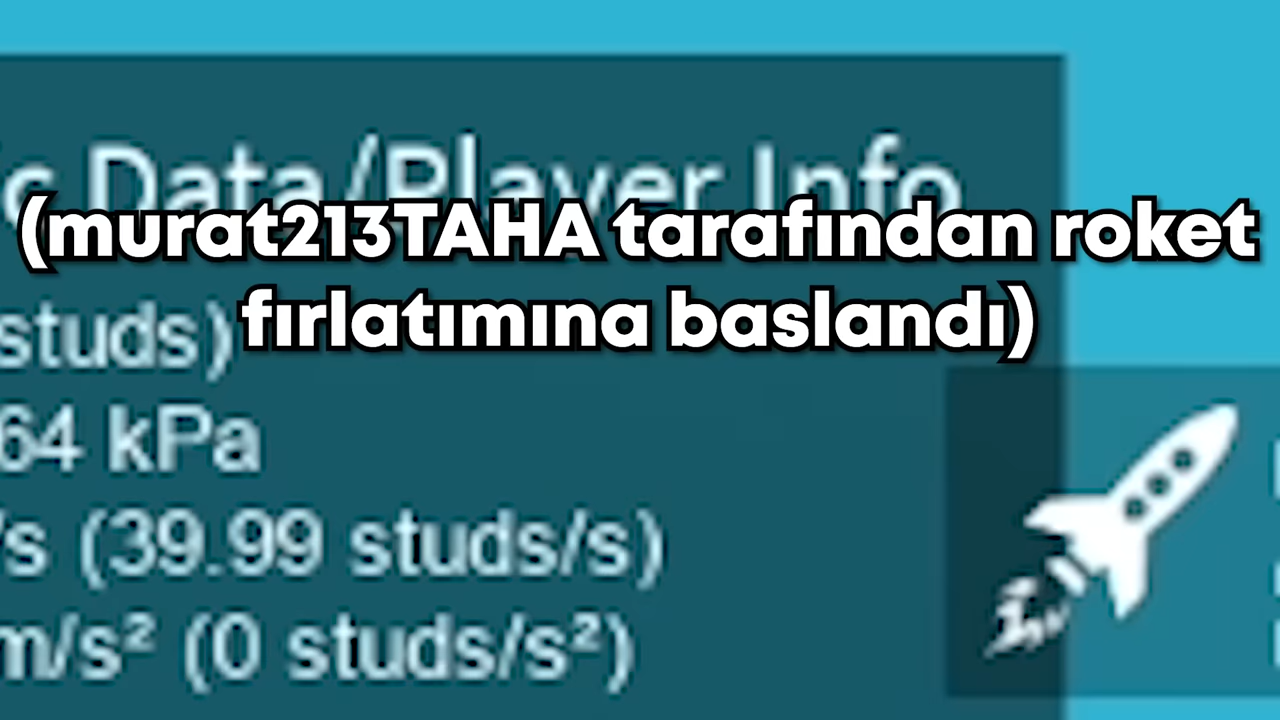 c Data/Player Info
(murat213TAHA tarafından roket
fırlatımına baslandı)
studs)
64 kPa
/s (39.99 studs/s)
m/s² (0 studs/s²)